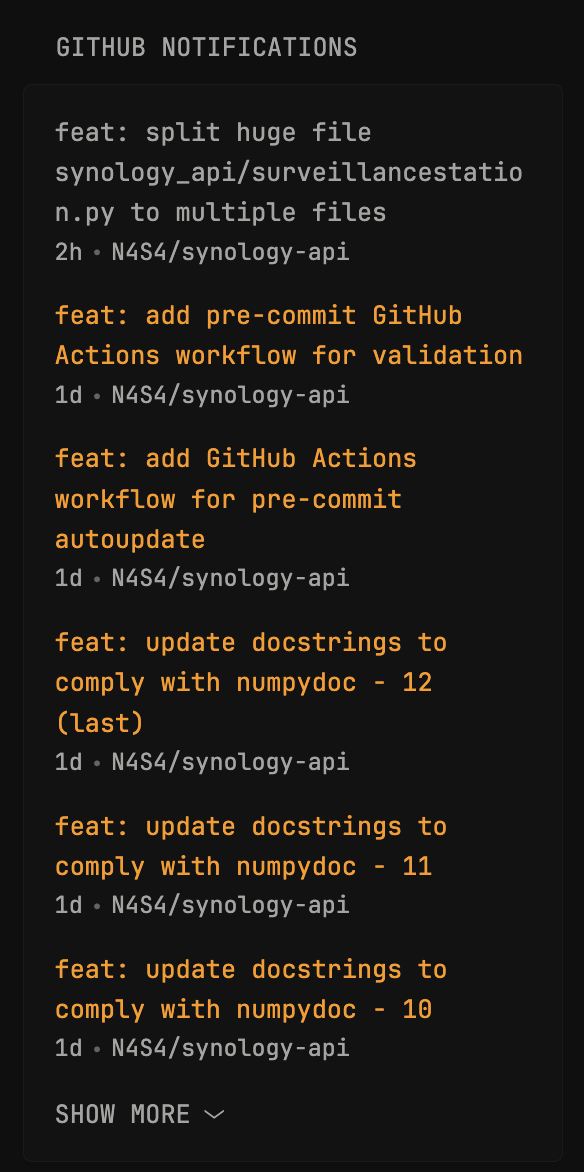 GITHUB NOTIFICATIONS
feat: split huge file
synology_api/surveillancestatio
n.py to multiple files
2h • N4S4/synology-api
feat: add pre-commit GitHub
Actions workflow for validation
1d • N4S4/synology-api
feat: add GitHub Actions
workflow for pre-commit
autoupdate
1d • N4S4/synology-api
feat: update docstrings to
comply with numpydoc - 12
(last)
1d • N4S4/synology-api
feat: update docstrings to
comply with numpydoc - 11
1d • N4S4/synology-api
feat: update docstrings to
comply with numpydoc - 10
1d • N4S4/synology-api
SHOW MORE